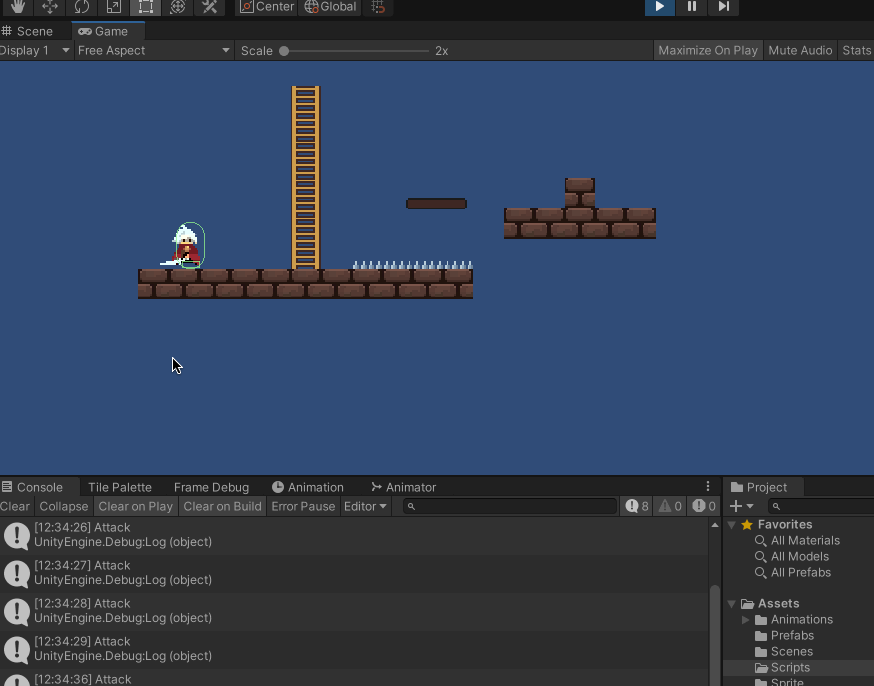 Center Global
Scene Game
Display 1 Free Aspect Scale 2x Maximize On Play Mute Audio Stats
Console Tile Palette Frame Debug Animation Animator
Clear Collapse Clear on Play Clear on Build Error Pause Editor 8 0 0
[12:34:26] Attack
UnityEngine.Debug:Log (object)
[12:34:27] Attack
UnityEngine.Debug:Log (object)
[12:34:28] Attack
UnityEngine.Debug:Log (object)
[12:34:29] Attack
UnityEngine.Debug:Log (object)
[12:34:36] Attack
Project
Favorites
All Materials
All Models
All Prefabs
Assets
Animations
Prefabs
Scenes
Scripts
Sprite